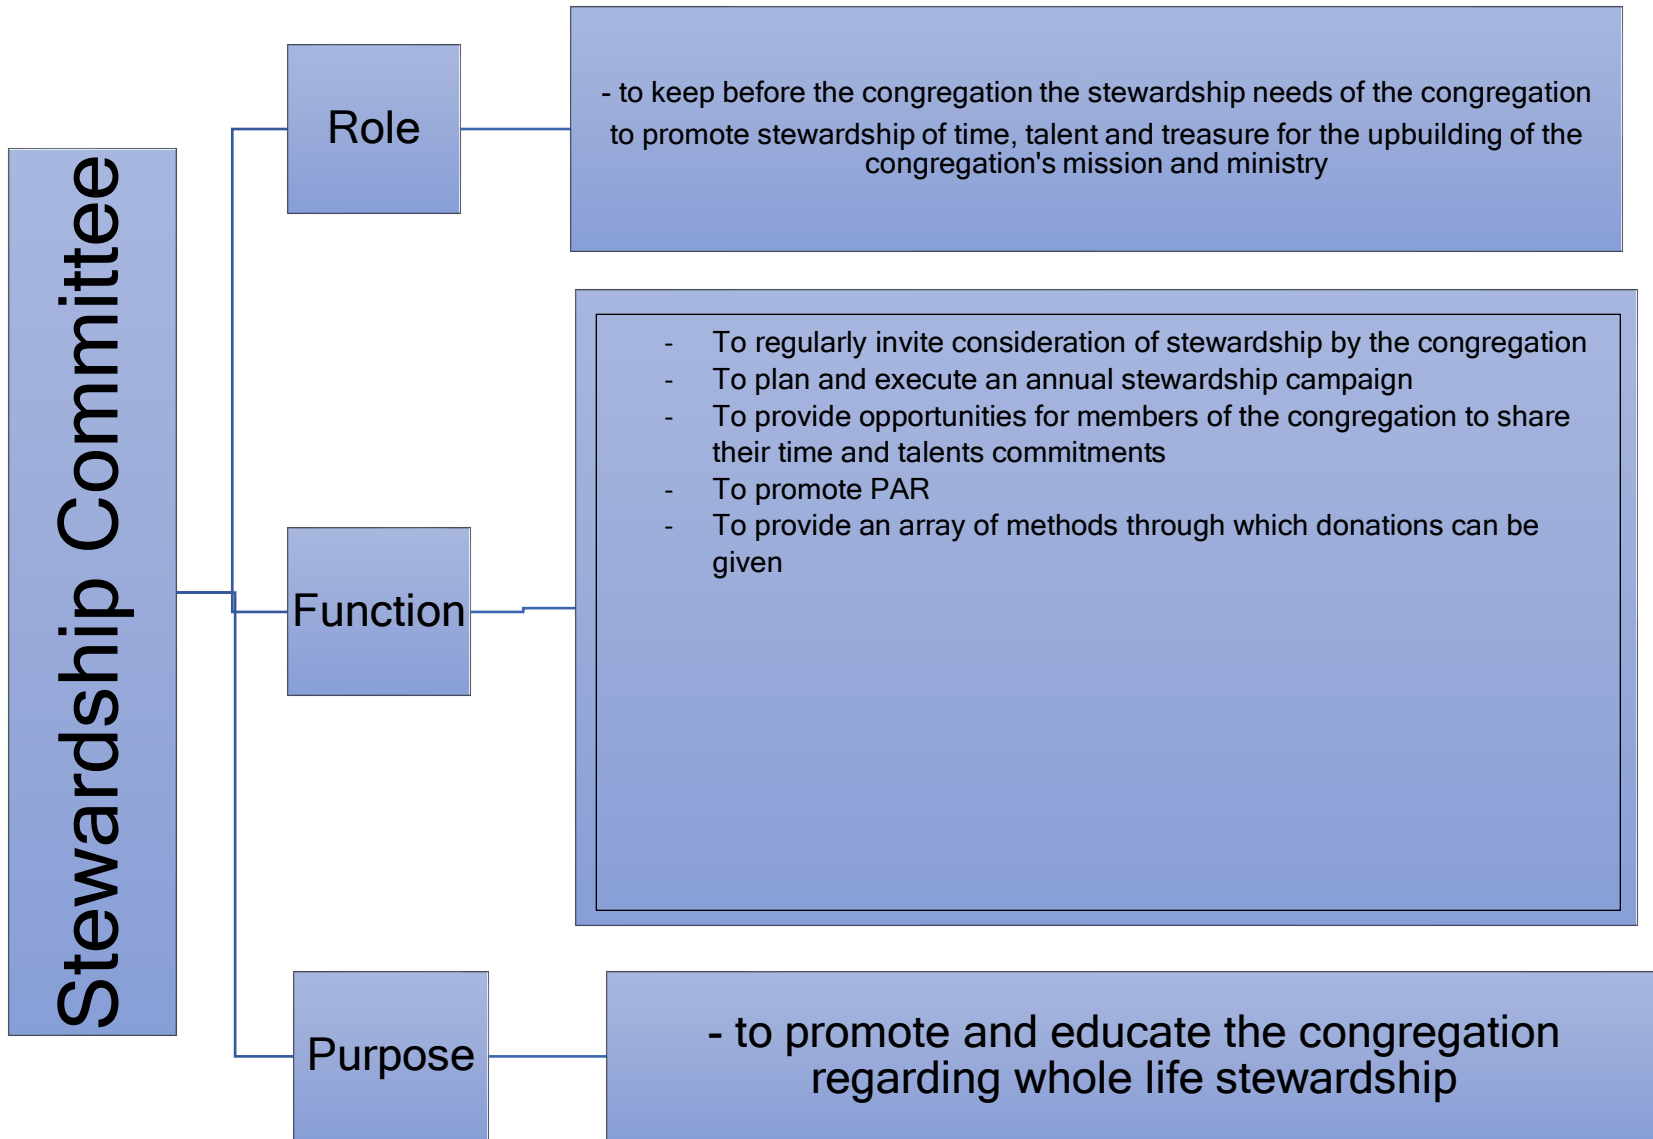 Stewardship Committee
Role
- to keep before the congregation the stewardship needs of the congregation
to promote stewardship of time, talent and treasure for the upbuilding of the
congregation's mission and ministry
Function
- To regularly invite consideration of stewardship by the congregation
- To plan and execute an annual stewardship campaign
- To provide opportunities for members of the congregation to share
their time and talents commitments
- To promote PAR
- To provide an array of methods through which donations can be
given
Purpose
- to promote and educate the congregation
regarding whole life stewardship